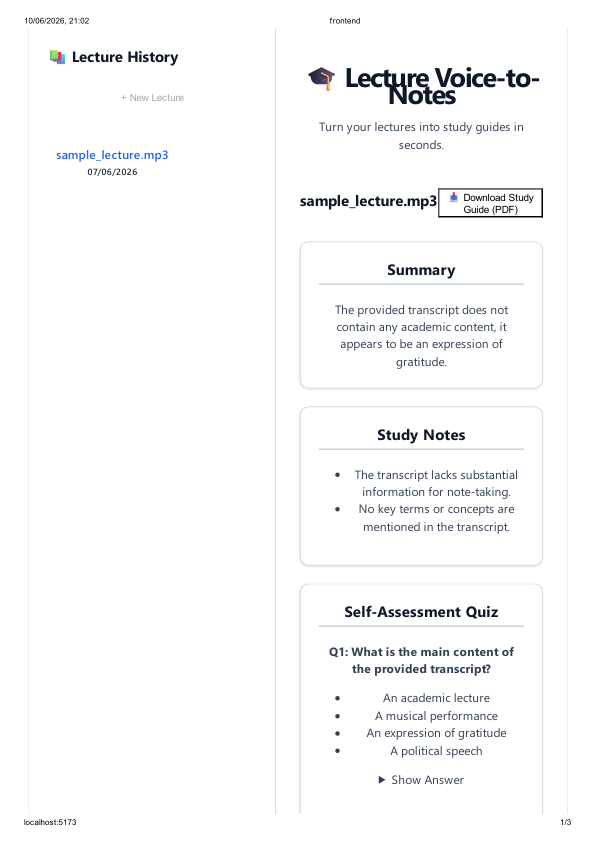 10/06/2026, 21:02
frontend
Lecture History
+ New Lecture
sample_lecture.mp3
07/06/2026
Lecture Voice-to-
Notes
Turn your lectures into study guides in
seconds.
sample_lecture.mp3
Download Study
Guide (PDF)
Summary
The provided transcript does not
contain any academic content, it
appears to be an expression of
gratitude.
Study Notes
• The transcript lacks substantial
information for note-taking.
• No key terms or concepts are
mentioned in the transcript.
Self-Assessment Quiz
Q1: What is the main content of
the provided transcript?
• An academic lecture
• A musical performance
• An expression of gratitude
• A political speech
▶ Show Answer
localhost:5173
1/3